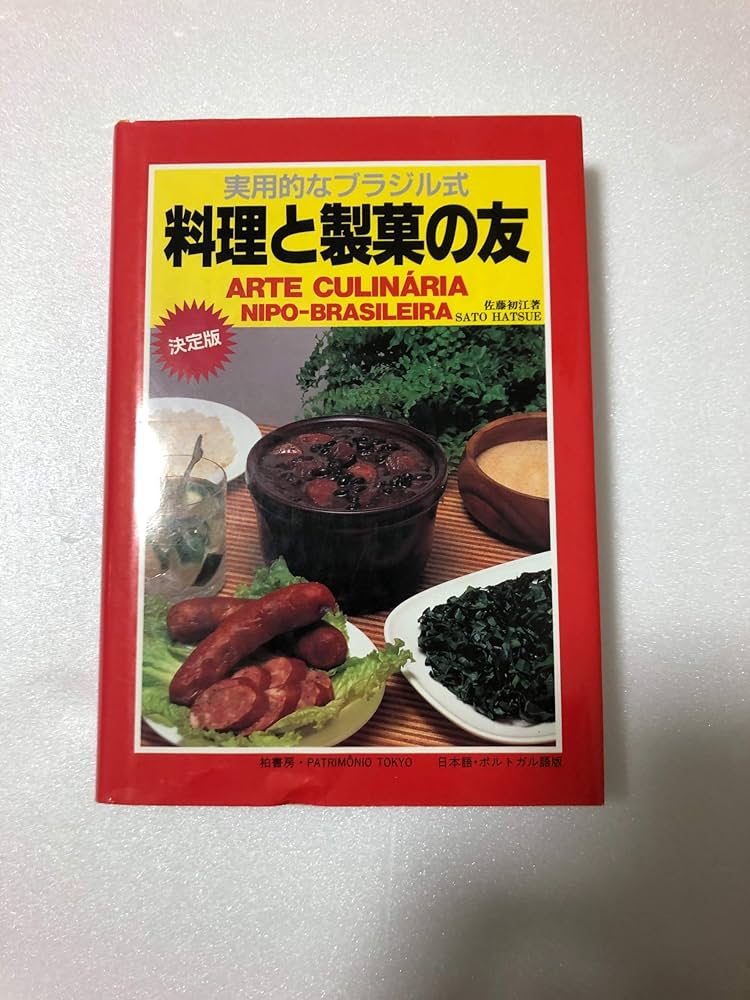 実用的なブラジル式
料理と製菓の友
ARTE CULINÁRIA
NIPO-BRASILEIRA
佐藤初江著
SATO HATSUE
決定版
柏書房・PATRIMÔNIO TOKYO 日本語・ポルトガル語版